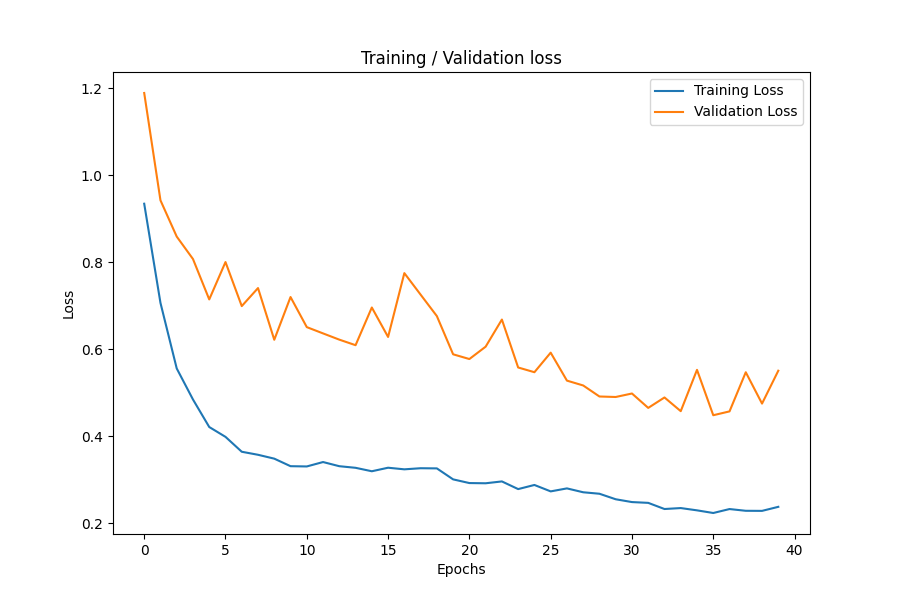 Training / Validation loss
Training Loss
Validation Loss
1.2
1.0
0.8
0.6
0.4
0.2
Loss
0 5 10 15 20 25 30 35 40
Epochs